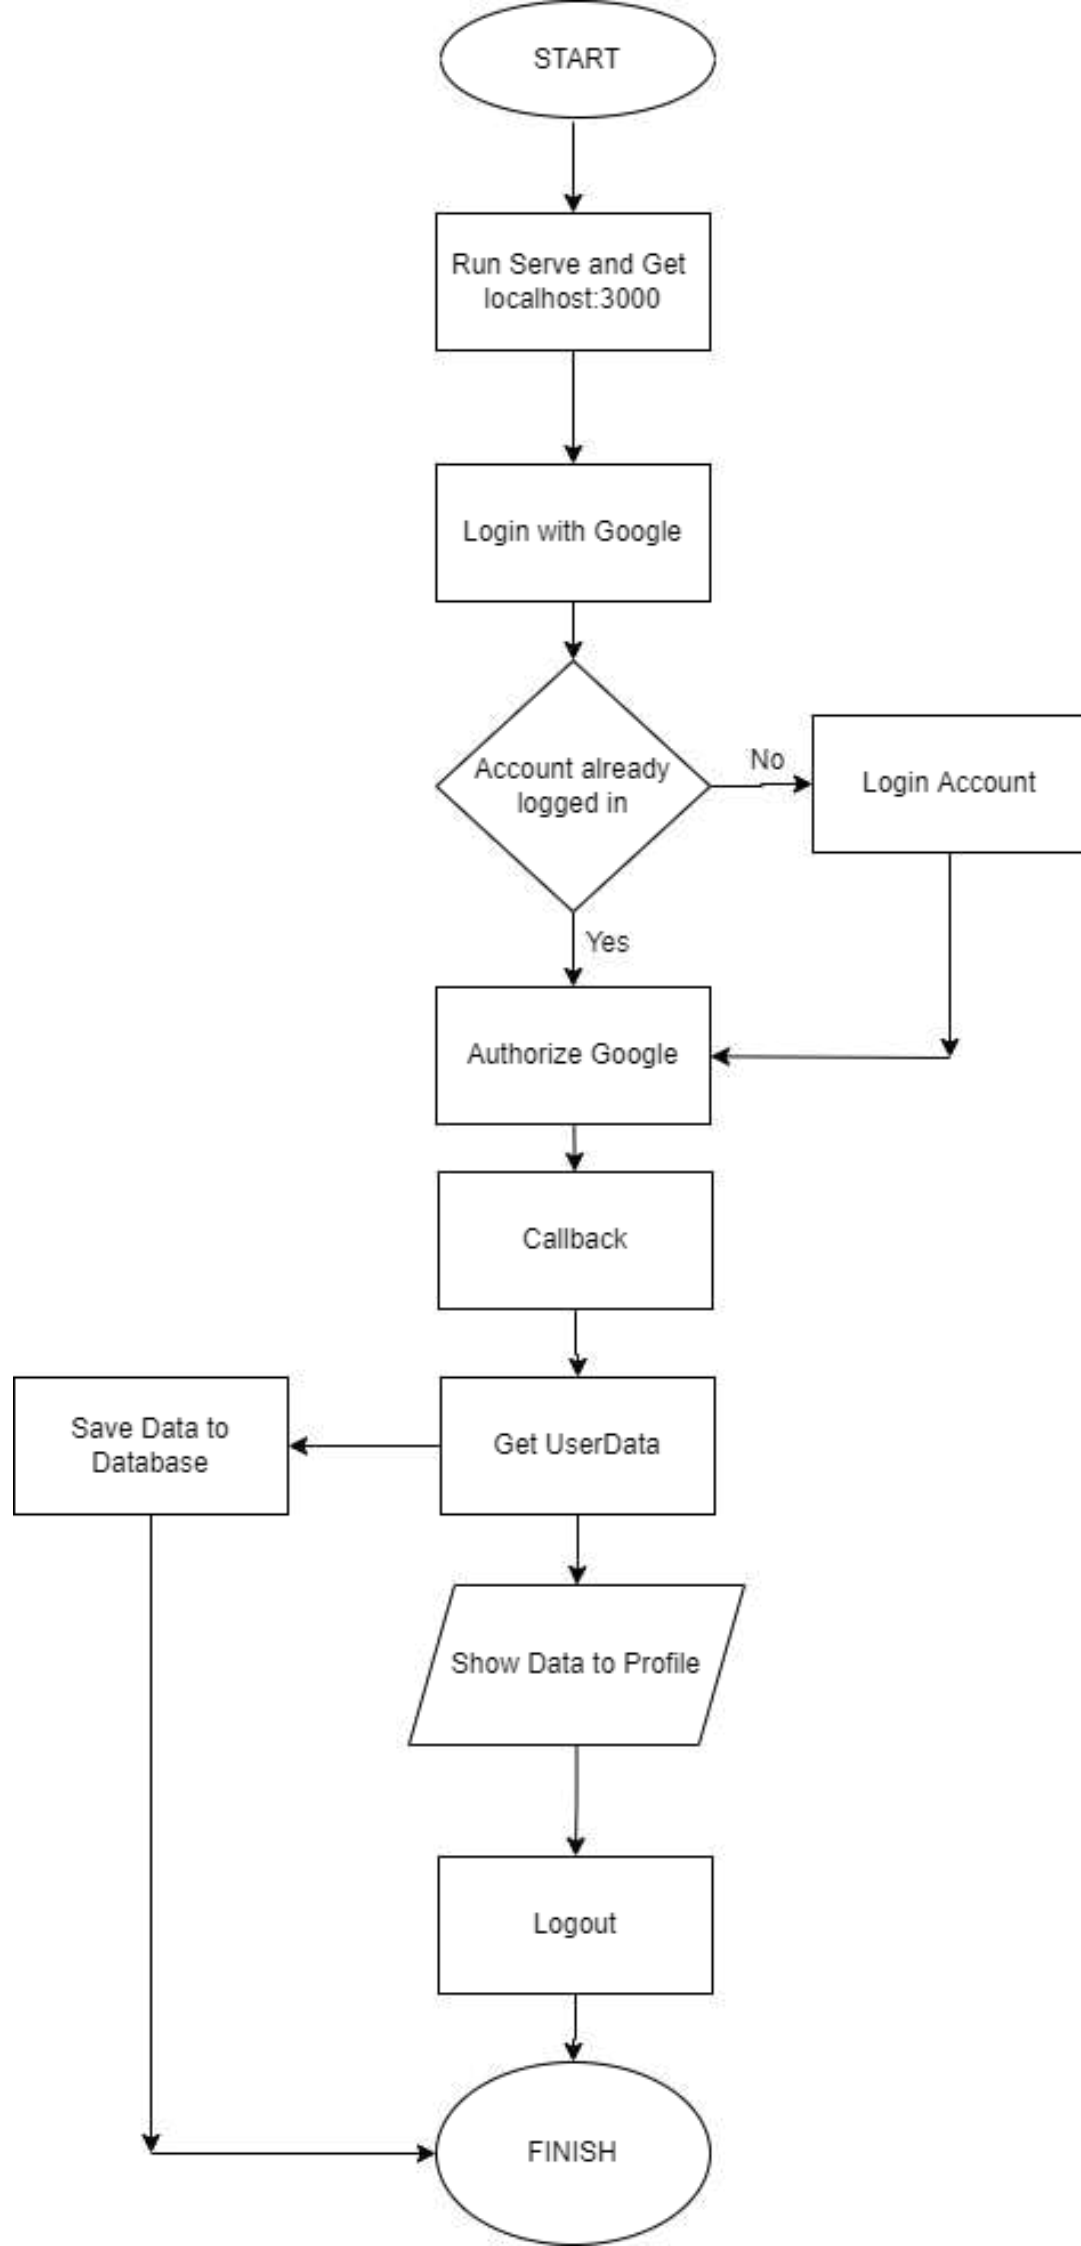 START
Run Serve and Get
localhost:3000
Login with Google
Account already
logged in
No
Login Account
Yes
Authorize Google
Callback
Save Data to
Database
Get UserData
Show Data to Profile
Logout
FINISH